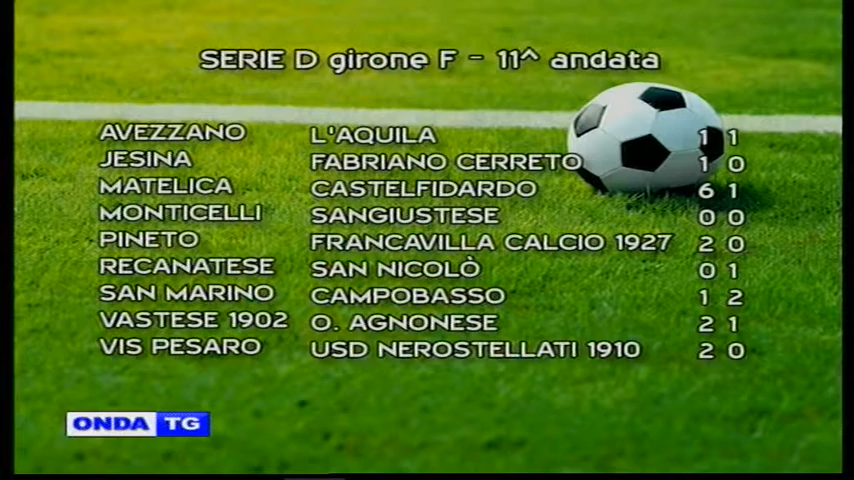 SERIE D girone F - 11^ andata
AVEZZANO L'AQUILA 1 1
JESINA FABRIANO CERRETO 1 0
MATELICA CASTELFIDARDO 6 1
MONTICELLI SANGIUSTESE 0 0
PINETO FRANCAVILLA CALCIO 1927 2 0
RECANATESE SAN NICOLÒ 0 1
SAN MARINO CAMPOBASSO 1 2
VASTESE 1902 O. AGNONESE 2 1
VIS PESARO USD NEROSTELLATI 1910 2 0
ONDA TG